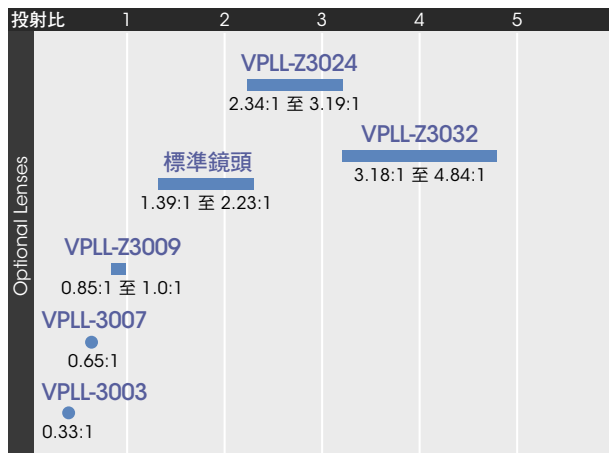 投射比 1 2 3 4 5
VPLL-Z3024
2.34:1 至 3.19:1
VPLL-Z3032
3.18:1 至 4.84:1
標準鏡頭
1.39:1 至 2.23:1
VPLL-Z3009
0.85:1 至 1.0:1
VPLL-3007
0.65:1
VPLL-3003
0.33:1
Optional Lenses